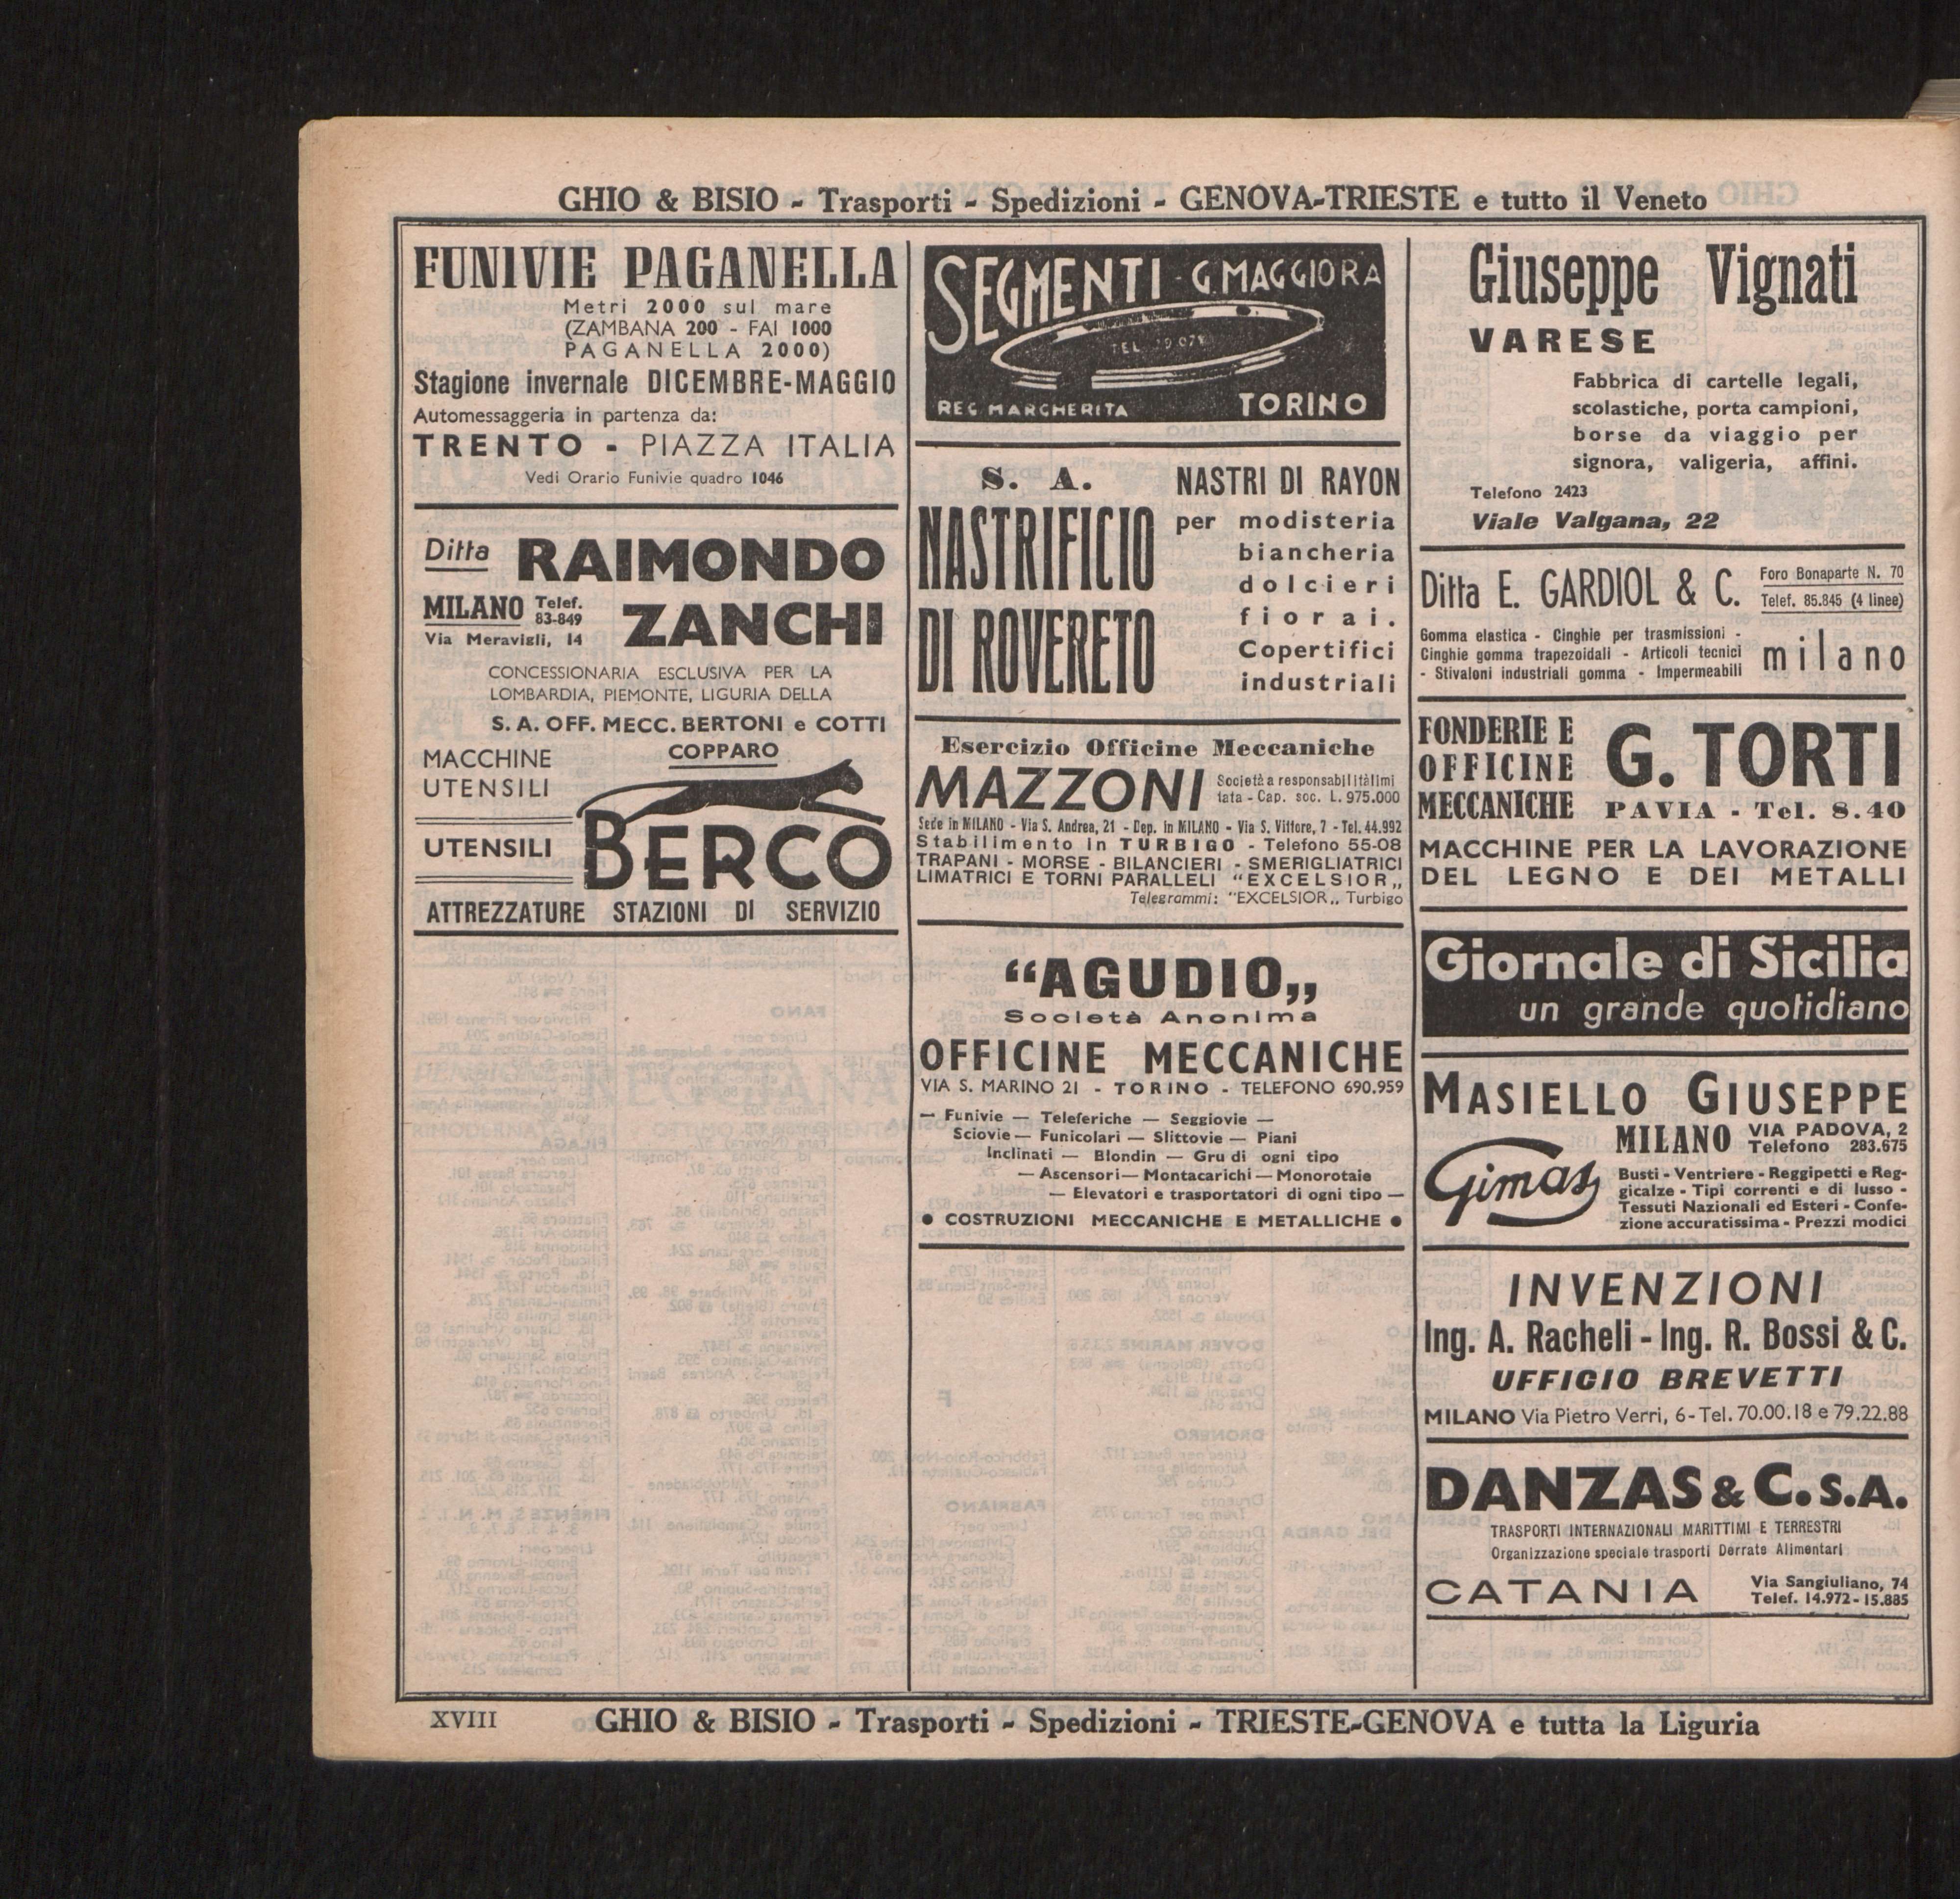 GHIO & BISIO - Trasporti - Spedizioni - GENOVA-TRIESTE e tutto il Veneto
FUNIVIE PAGANELLA
Metri 2000 sul mare
(ZAMBANA 200 - FAI 1000
PAGANELLA 2000)
Stagione invernale DICEMBRE-MAGGIO
Automessaggeria in partenza da:
TRENTO - PIAZZA ITALIA
Vedi Orario Funivie quadro 1046
Ditta RAIMONDO
MILANO Telef. 83-849
ZANCHI
Via Meravigli, 14
CONCESSIONARIA ESCLUSIVA PER LA
LOMBARDIA, PIEMONTE, LIGURIA DELLA
S. A. OFF. MECC. BERTONI e COTTI
COPPARO
MACCHINE
UTENSILI
UTENSILI
BERCO
ATTREZZATURE STAZIONI DI SERVIZIO
SEGMENTI - G. MAGGIORA
REG. MARGHERITA
TORINO
S. A.
NASTRIFICIO
DI ROVERETO
NASTRI DI RAYON
per modisteria
biancheria
dolcieri
fiorai.
Copertifici
industriali
Esercizio Officine Meccaniche
MAZZONI
Società a responsabilità limi
tata - Cap. soc. L. 975.000
Sede in MILANO - Via S. Andrea, 21 - Dep. in MILANO - Via S. Vittore, 7 - Tel. 44.992
Stabilimento in TURBIGO - Telefono 55-08
TRAPANI - MORSE - BILANCIERI - SMERIGLIATRICI
LIMATRICI E TORNI PARALLELI "EXCELSIOR„
Telegrammi: "EXCELSIOR„ Turbigo
“AGUDIO„
Società Anonima
OFFICINE MECCANICHE
VIA S. MARINO 21 - TORINO - TELEFONO 690.959
— Funivie — Teleferiche — Seggiovie —
Sciovie — Funicolari — Slittovie — Piani
Inclinati — Blondin — Gru di ogni tipo
— Ascensori — Montacarichi — Monorotaie
— Elevatori e trasportatori di ogni tipo —
● COSTRUZIONI MECCANICHE E METALLICHE ●
Giuseppe Vignati
VARESE
Fabbrica di cartelle legali,
scolastiche, porta campioni,
borse da viaggio per
signora, valigeria, affini.
Telefono 2423
Viale Valgana, 22
Ditta E. GARDIOL & C.
Foro Bonaparte N. 70
Telef. 85.845 (4 linee)
Gomma elastica - Cinghie per trasmissioni -
Cinghie gomma trapezoidali - Articoli tecnici
- Stivaloni industriali gomma - Impermeabili
milano
FONDERIE E
OFFICINE
MECCANICHE
G. TORTI
PAVIA - Tel. 8.40
MACCHINE PER LA LAVORAZIONE
DEL LEGNO E DEI METALLI
Giornale di Sicilia
un grande quotidiano
MASIELLO GIUSEPPE
MILANO VIA PADOVA, 2
Telefono 283.675
Gimas
Busti - Ventriere - Reggipetti e Reg-
gicalze - Tipi correnti e di lusso -
Tessuti Nazionali ed Esteri - Confe-
zione accuratissima - Prezzi modici
INVENZIONI
Ing. A. Racheli - Ing. R. Bossi & C.
UFFICIO BREVETTI
MILANO Via Pietro Verri, 6 - Tel. 70.00.18 e 79.22.88
DANZAS & C. S.A.
TRASPORTI INTERNAZIONALI MARITTIMI E TERRESTRI
Organizzazione speciale trasporti Derrate Alimentari
CATANIA
Via Sangiuliano, 74
Telef. 14.972 - 15.885
XVIII
GHIO & BISIO - Trasporti - Spedizioni - TRIESTE-GENOVA e tutta la Liguria